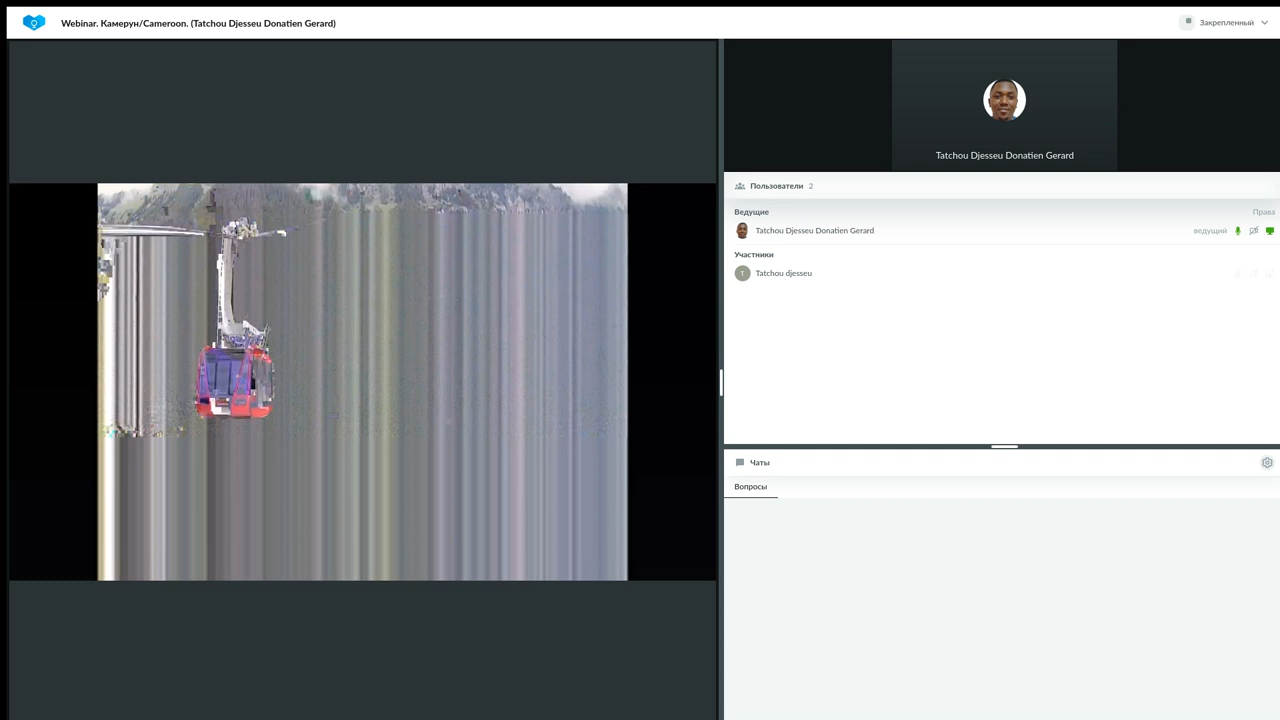 Webinar. Камерун/Cameroon. (Tatchou Djesseu Donatien Gerard)
Закрепленный
Tatchou Djesseu Donatien Gerard
Пользователи 2
Ведущие Права
Tatchou Djesseu Donatien Gerard ведущий
Участники
T Tatchou djesseu
Чаты
Вопросы